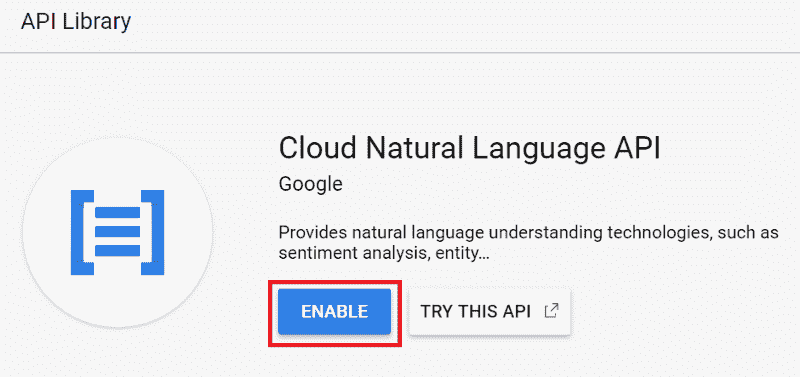 API Library
Cloud Natural Language API
Google
Provides natural language understanding technologies, such as
sentiment analysis, entity...
ENABLE
TRY THIS API